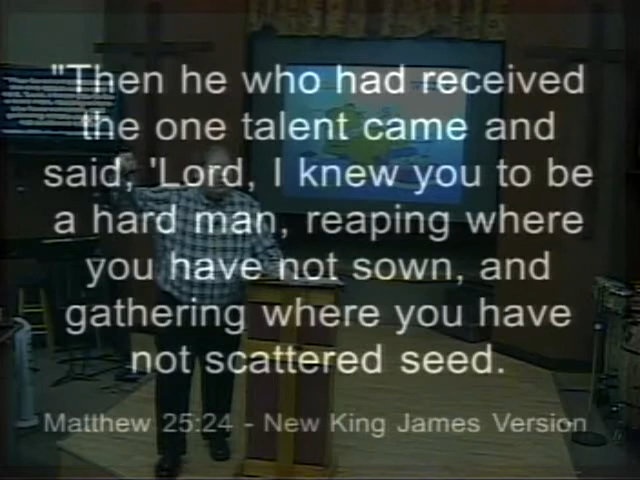 "Then he who had received
the one talent came and
said, 'Lord, I knew you to be
a hard man, reaping where
you have not sown, and
gathering where you have
not scattered seed.
Matthew 25:24 - New King James Version